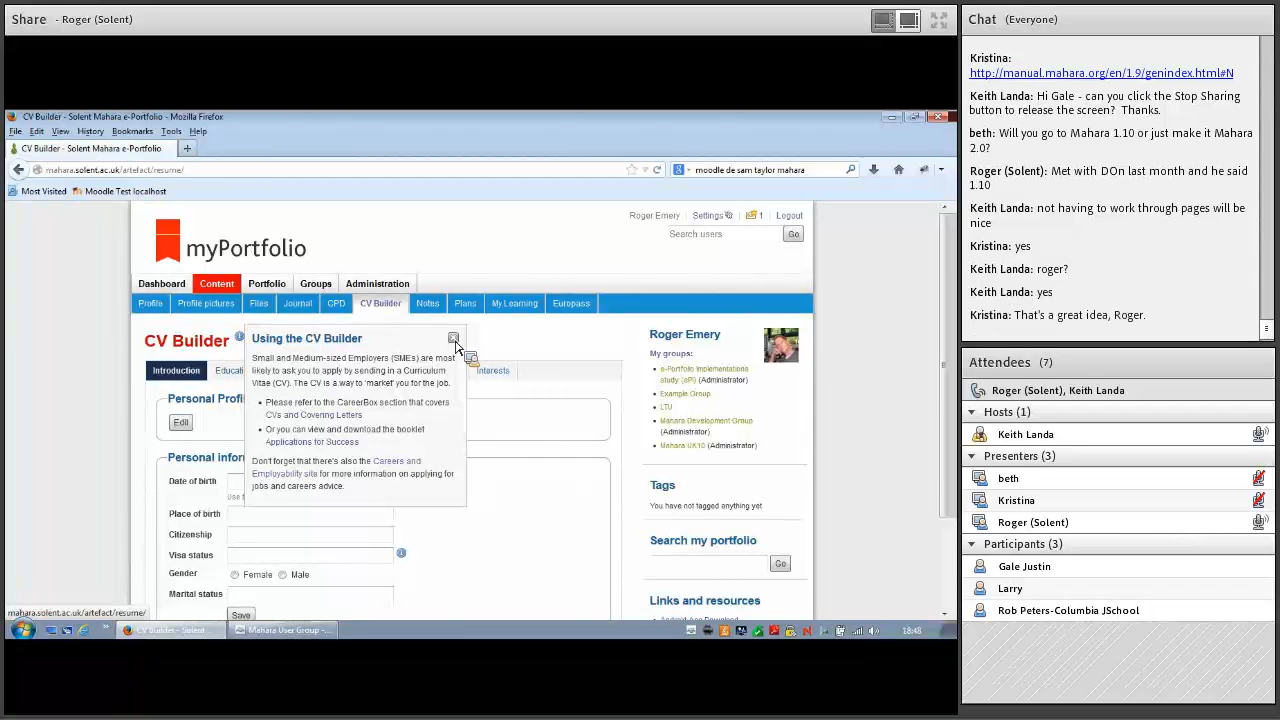 Share - Roger (Solent)
CV Builder - Solent Mahara e-Portfolio - Mozilla Firefox
File Edit View History Bookmarks Tools Help
CV Builder - Solent Mahara e-Portfolio
mahara.solent.ac.uk/artefact/resume/
moodle de sam taylor mahara
Most Visited Moodle Test localhost
Roger Emery Settings 1 Logout
myPortfolio
Search users Go
Dashboard Content Portfolio Groups Administration
Profile Profile pictures Files Journal CPD CV Builder Notes Plans My Learning Europass
CV Builder
Using the CV Builder
Small and Medium-sized Employers (SMEs) are most
likely to ask you to apply by sending in a Curriculum
Vitae (CV). The CV is a way to 'market' you for the job.
Please refer to the CareerBox section that covers
CVs and Covering Letters
Or you can view and download the booklet
Applications for Success
Don't forget that there's also the Careers and
Employability site for more information on applying for
jobs and careers advice.
Introduction Educati Interests
Personal Profi
Edit
Personal inform
Date of birth
Use f
Place of birth
Citizenship
Visa status
Gender Female Male
Marital status
Save
Roger Emery
My groups:
e-Portfolio Implementations
study (ePI) (Administrator)
Example Group
LTU
Mahara Development Group
(Administrator)
Mahara UK10 (Administrator)
Tags
You have not tagged anything yet
Search my portfolio
Go
Links and resources
Android App Download
mahara.solent.ac.uk/artefact/resume/
CV Builder - Solent ... Mahara User Group -...
18:48
Chat (Everyone)
Kristina:
http://manual.mahara.org/en/1.9/genindex.html#N
Keith Landa: Hi Gale - can you click the Stop Sharing
button to release the screen? Thanks.
beth: Will you go to Mahara 1.10 or just make it Mahara
2.0?
Roger (Solent): Met with DOn last month and he said
1.10
Keith Landa: not having to work through pages will be
nice
Kristina: yes
Keith Landa: roger?
Keith Landa: yes
Kristina: That's a great idea, Roger.
Attendees (7)
Roger (Solent), Keith Landa
Hosts (1)
Keith Landa
Presenters (3)
beth
Kristina
Roger (Solent)
Participants (3)
Gale Justin
Larry
Rob Peters-Columbia JSchool